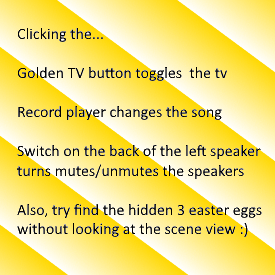 Clicking the...
Golden TV button toggles  the tv
Record player changes the song
Switch on the back of the left speaker
turns mutes/unmutes the speakers
Also, try find the hidden 3 easter eggs
without looking at the scene view :)